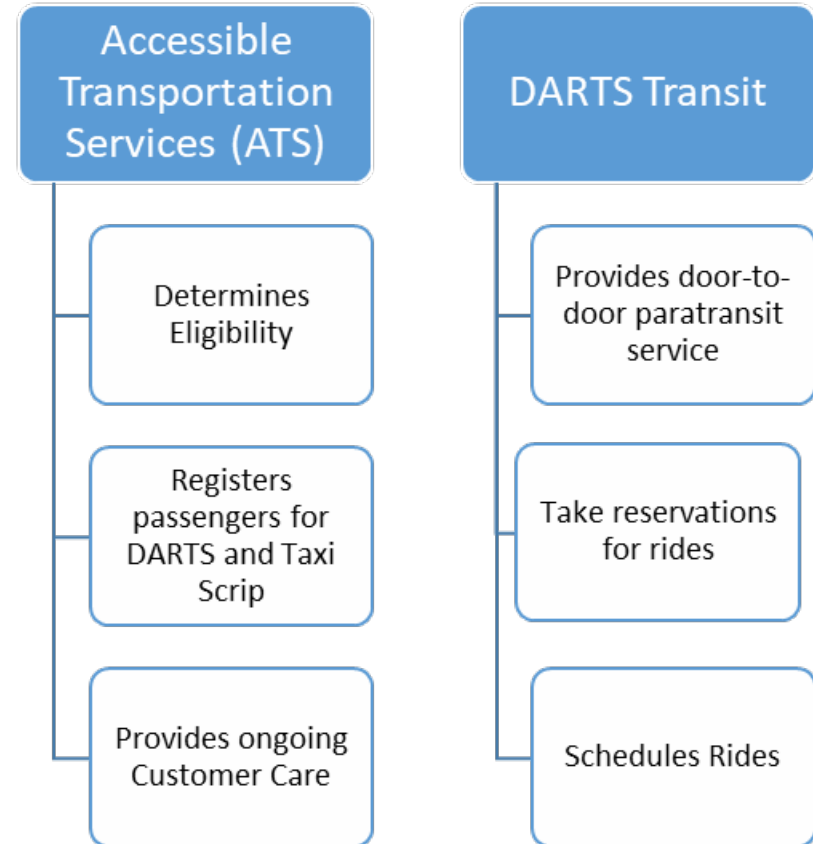 Accessible
Transportation
Services (ATS)
Determines
Eligibility
Registers
passengers for
DARTS and Taxi
Scrip
Provides ongoing
Customer Care
DARTS Transit
Provides door-to-
door paratransit
service
Take reservations
for rides
Schedules Rides